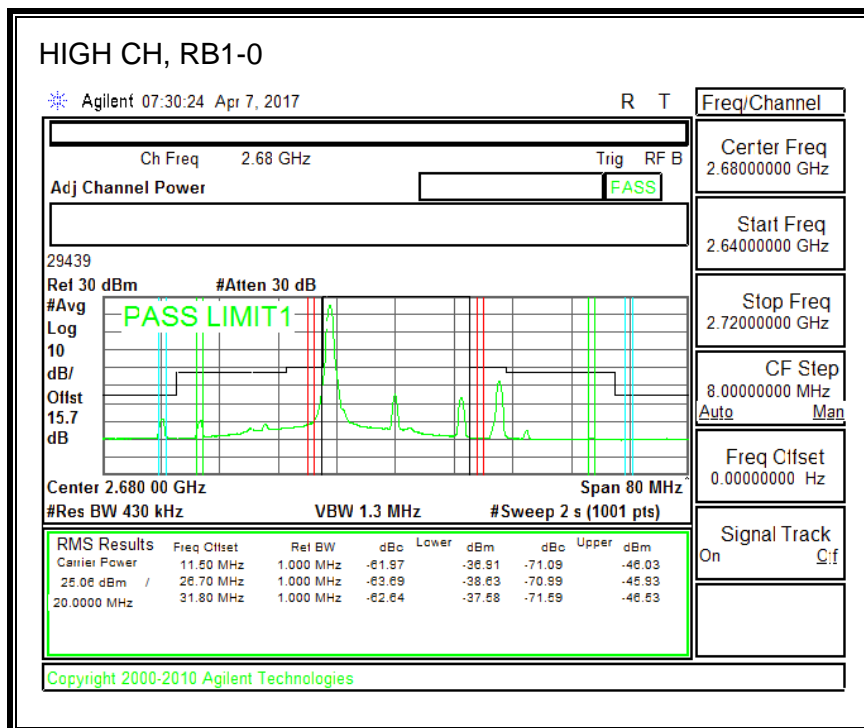 HIGH CH, RB1-0
Agilent 07:30:24 Apr 7, 2017 R T
Freq/Channel
Ch Freq 2.68 GHz Trig RF B
Adj Channel Power PASS
Center Freq
2.68000000 GHz
Start Freq
2.64000000 GHz
29439
Ref 30 dBm #Atten 30 dB
#Avg
Log
10
dB/
Offst
15.7
dB
PASS LIMIT1
Stop Freq
2.72000000 GHz
CF Step
8.00000000 MHz
Auto Man
Freq Offset
0.00000000 Hz
Center 2.680 00 GHz Span 80 MHz
#Res BW 430 kHz VBW 1.3 MHz #Sweep 2 s (1001 pts)
Signal Track
On Off
RMS Results Freq Offset Ref BW dBc Lower dBm dBc Upper dBm
Carrier Power 11.50 MHz 1.000 MHz -61.97 -36.91 -71.09 -46.03
25.06 dBm / 26.70 MHz 1.000 MHz -63.69 -38.63 -70.99 -45.93
20.0000 MHz 31.80 MHz 1.000 MHz -62.64 -37.58 -71.59 -46.53
Copyright 2000-2010 Agilent Technologies